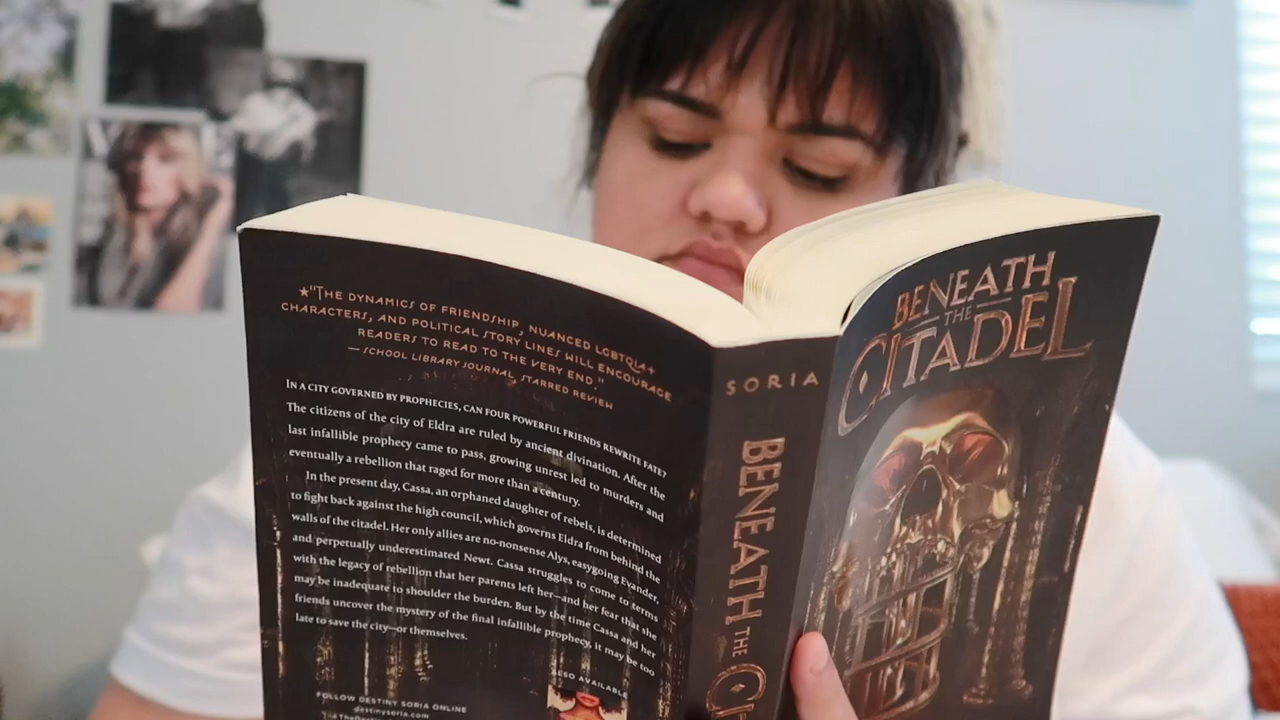 ★"THE DYNAMICS OF FRIENDSHIP, NUANCED LGBTQIA+
CHARACTERS, AND POLITICAL STORY LINES WILL ENCOURAGE
READERS TO READ TO THE VERY END."
—SCHOOL LIBRARY JOURNAL, STARRED REVIEW
IN A CITY GOVERNED BY PROPHECIES, CAN FOUR POWERFUL FRIENDS REWRITE FATE?
The citizens of the city of Eldra are ruled by ancient divination. After the
last infallible prophecy came to pass, growing unrest led to murders and
eventually a rebellion that raged for more than a century.
In the present day, Cassa, an orphaned daughter of rebels, is determined
to fight back against the high council, which governs Eldra from behind the
walls of the citadel. Her only allies are no-nonsense Alys, easygoing Evander,
and perpetually underestimated Newt. Cassa struggles to come to terms
with the legacy of rebellion that her parents left her—and her fear that she
may be inadequate to shoulder the burden. But by the time Cassa and her
friends uncover the mystery of the final infallible prophecy, it may be too
late to save the city—or themselves.
FOLLOW DESTINY SORIA ONLINE
destinysoria.com
ALSO AVAILABLE
SORIA
BENEATH THE CI
BENEATH
THE
CITADEL